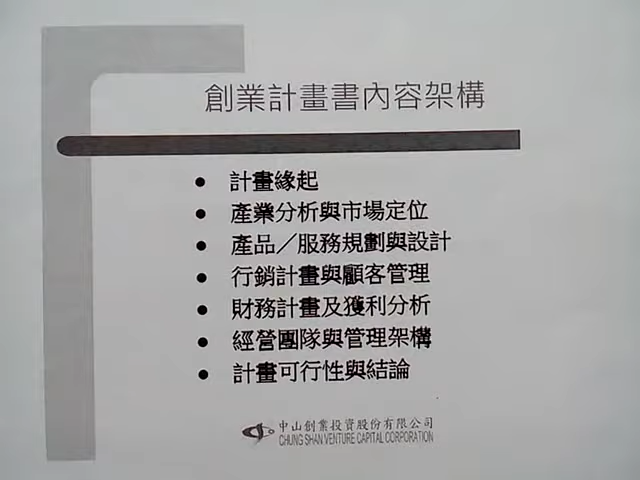 創業計畫書內容架構
● 計畫緣起
● 產業分析與市場定位
● 產品／服務規劃與設計
● 行銷計畫與顧客管理
● 財務計畫及獲利分析
● 經營團隊與管理架構
● 計畫可行性與結論
中山創業投資股份有限公司
CHUNG SHAN VENTURE CAPITAL CORPORATION